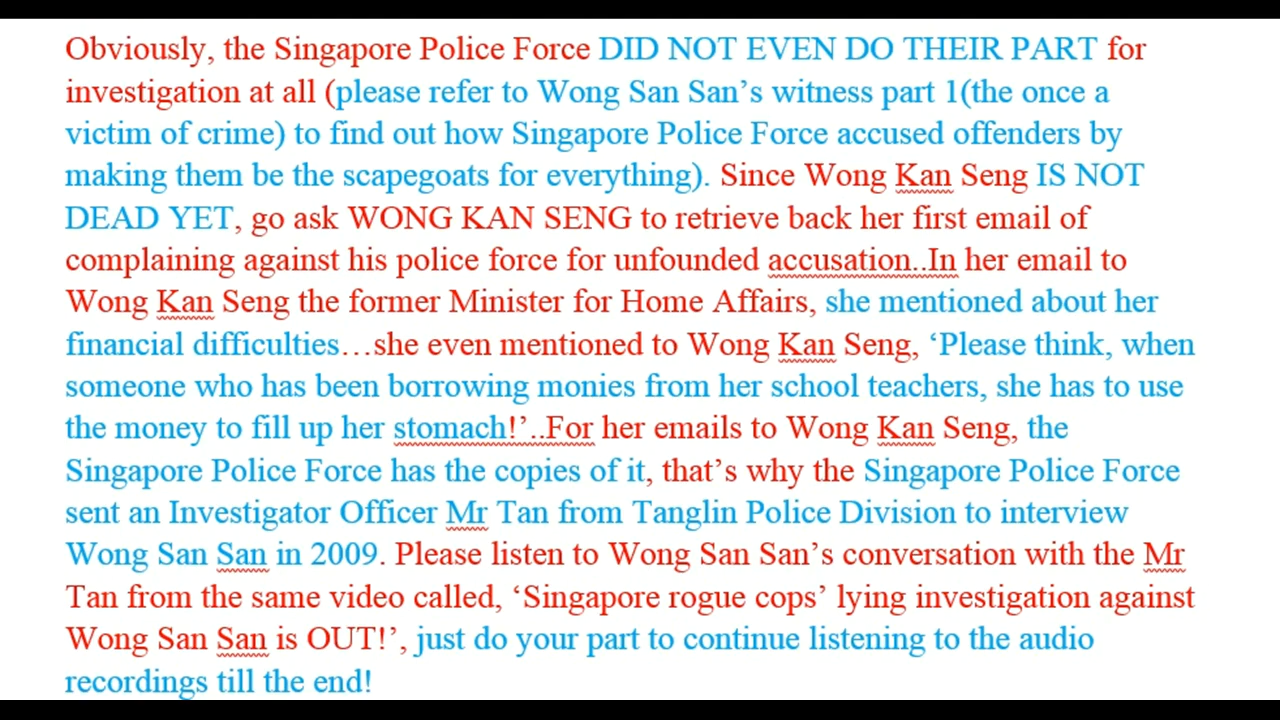 Obviously, the Singapore Police Force DID NOT EVEN DO THEIR PART for
investigation at all (please refer to Wong San San’s witness part 1(the once a
victim of crime) to find out how Singapore Police Force accused offenders by
making them be the scapegoats for everything). Since Wong Kan Seng IS NOT
DEAD YET, go ask WONG KAN SENG to retrieve back her first email of
complaining against his police force for unfounded accusation..In her email to
Wong Kan Seng the former Minister for Home Affairs, she mentioned about her
financial difficulties…she even mentioned to Wong Kan Seng, ‘Please think, when
someone who has been borrowing monies from her school teachers, she has to use
the money to fill up her stomach!’..For her emails to Wong Kan Seng, the
Singapore Police Force has the copies of it, that’s why the Singapore Police Force
sent an Investigator Officer Mr Tan from Tanglin Police Division to interview
Wong San San in 2009. Please listen to Wong San San’s conversation with the Mr
Tan from the same video called, ‘Singapore rogue cops’ lying investigation against
Wong San San is OUT!’, just do your part to continue listening to the audio
recordings till the end!